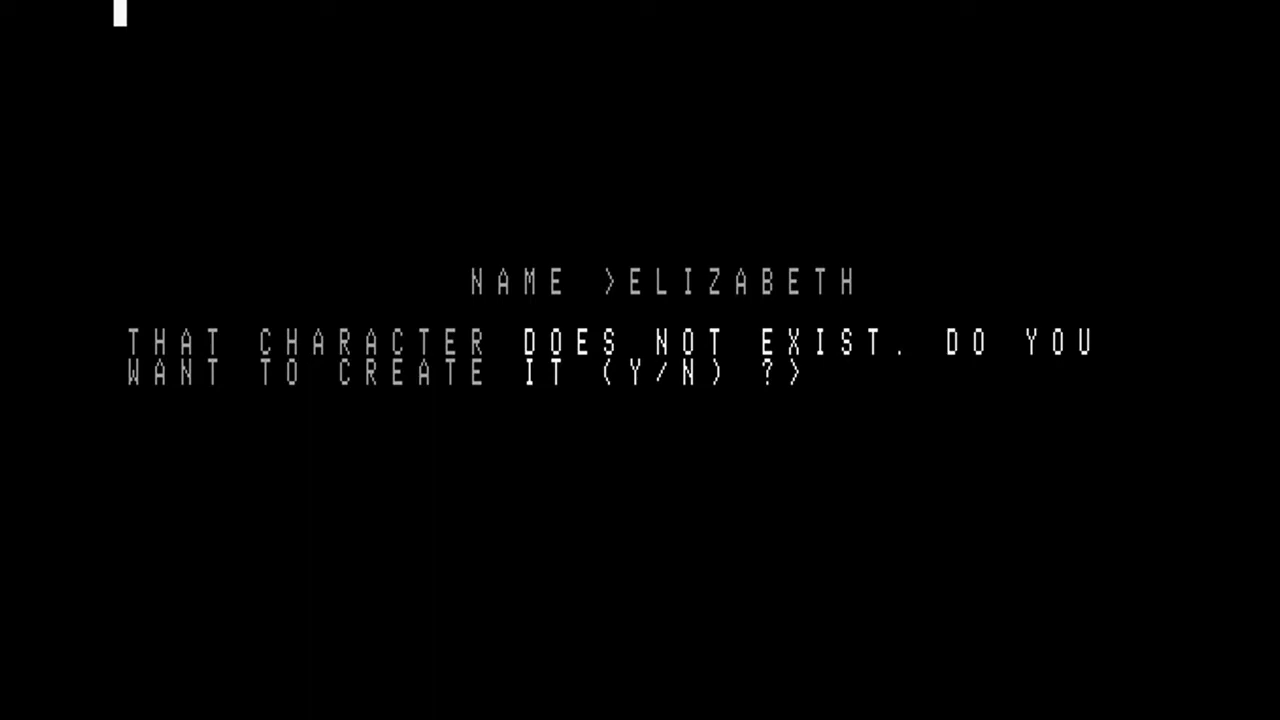 NAME >ELIZABETH
THAT CHARACTER DOES NOT EXIST. DO YOU
WANT TO CREATE IT (Y/N) ?>